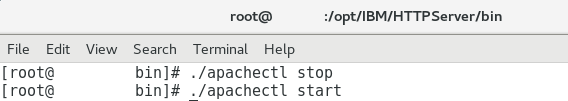 root@ :/opt/IBM/HTTPServer/bin
File Edit View Search Terminal Help
[root@ bin]# ./apachectl stop
[root@ bin]# ./apachectl start